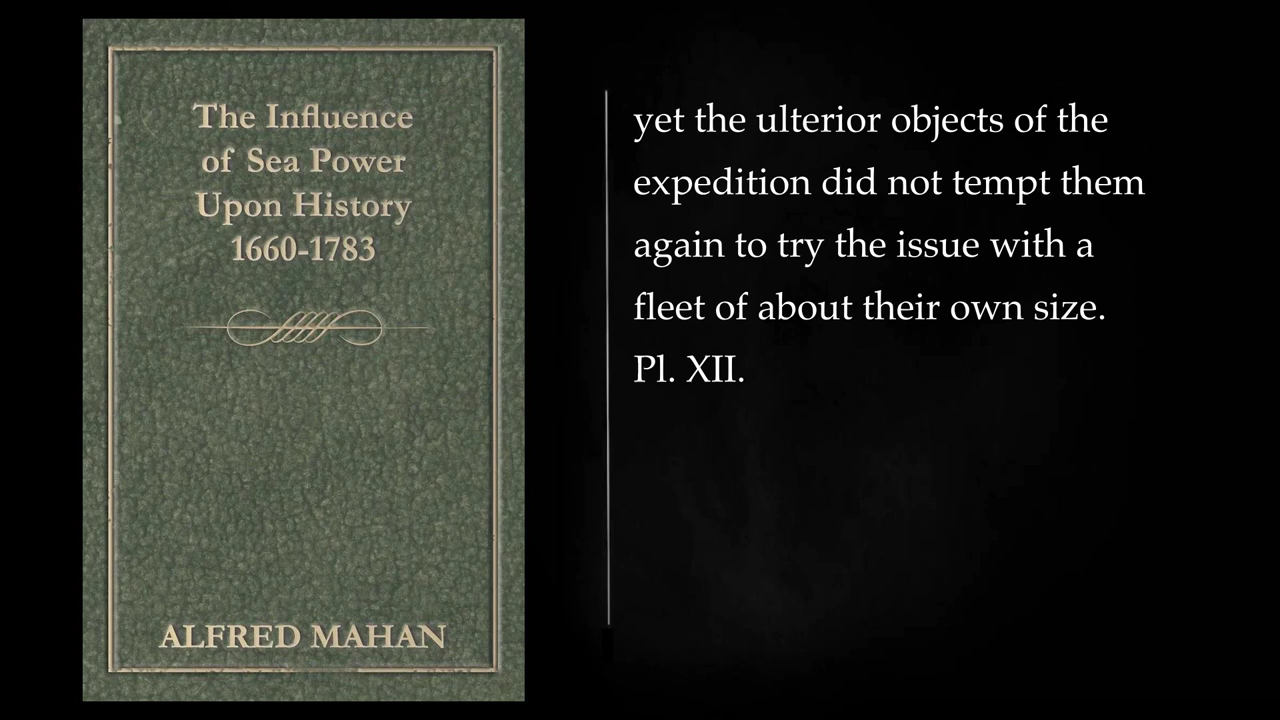 The Influence
of Sea Power
Upon History
1660-1783
ALFRED MAHAN
yet the ulterior objects of the
expedition did not tempt them
again to try the issue with a
fleet of about their own size.
Pl. XII.